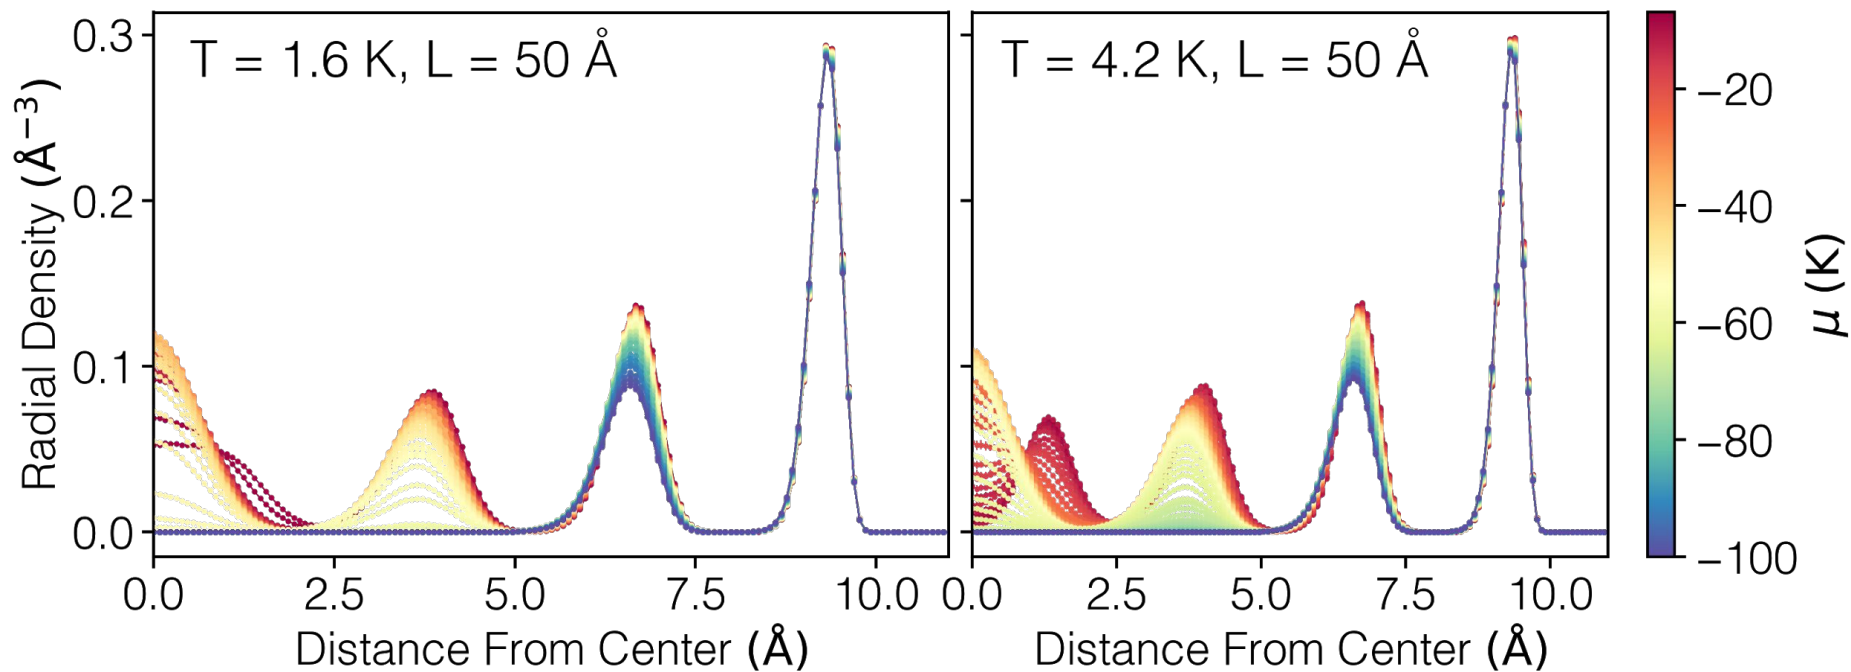 T = 1.6 K, L = 50 Å
T = 4.2 K, L = 50 Å
Radial Density (Å⁻³)
0.3
0.2
0.1
0.0
0.0 2.5 5.0 7.5 10.0
0.0 2.5 5.0 7.5 10.0
Distance From Center (Å)
Distance From Center (Å)
−20
−40
−60
−80
−100
μ (K)